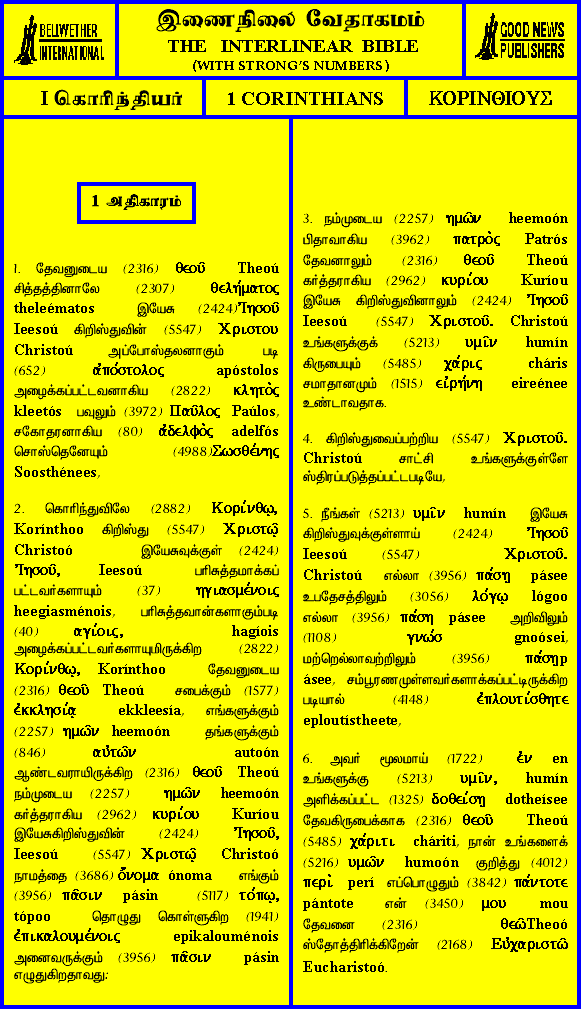 BELLWETHER
INTERNATIONAL
இணைநிலை வேதாகமம்
THE INTERLINEAR BIBLE
(WITH STRONG'S NUMBERS)
GOOD NEWS
PUBLISHERS
I கொரிந்தியர்
1 CORINTHIANS
ΚΟΡΙΝΘΙΟΥΣ
1 அதிகாரம்
1. தேவனுடைய (2316) θεοῦ Theoú
சித்தத்தினாலே (2307) θελήματος
theleématos இயேசு (2424)Ἰησοῦ
Ieesoú கிறிஸ்துவின் (5547) Χριστου
Christoú அப்போஸ்தலனாகும் படி
(652) ἀπόστολος apóstolos
அழைக்கப்பட்டவனாகிய (2822) κλητὸς
kleetós பவுலும் (3972) Παῦλος Paúlos,
சகோதரனாகிய (80) ἀδελφὸς adelfós
சொஸ்தெனேயும் (4988)Σωσθένης
Soosthénees,
2. கொரிந்துவிலே (2882) Κορίνθῳ,
Korínthoo கிறிஸ்து (5547) Χριστῷ
Christoó இயேசுவுக்குள் (2424)
Ἰησοῦ, Ieesoú பரிசுத்தமாக்கப்
பட்டவர்களாயும் (37) ηγιασμένοις
heegiasménois, பரிசுத்தவான்களாகும்படி
(40) αγίοις, hagíois
அழைக்கப்பட்டவர்களாயுமிருக்கிற (2822)
Κορίνθῳ, Korínthoo தேவனுடைய
(2316) θεοῦ Theoú சபைக்கும் (1577)
ἐκκλησίᾳ ekkleesía, எங்களுக்கும்
(2257) ημῶν heemoón தங்களுக்கும்
(846) αὐτῶν autoón
ஆண்டவராயிருக்கிற (2316) θεοῦ Theoú
நம்முடைய (2257) ημῶν heemoón
கர்த்தராகிய (2962) κυρίου Kuríou
இயேசுகிறிஸ்துவின் (2424) Ἰησοῦ,
Ieesoú (5547) Χριστῷ Christoó
நாமத்தை (3686) ὄνομα ónoma எங்கும்
(3956) πᾶσιν pásin (5117) τόπῳ,
tópoo தொழுது கொள்ளுகிற (1941)
ἐπικαλουμένοις epikalouménois
அனைவருக்கும் (3956) πᾶσιν pásin
எழுதுகிறதாவது:
3. நம்முடைய (2257) ημῶν heemoón
பிதாவாகிய (3962) πατρὸς Patrós
தேவனாலும் (2316) θεοῦ Theoú
கர்த்தராகிய (2962) κυρίου Kuríou
இயேசு கிறிஸ்துவினாலும் (2424) Ἰησοῦ
Ieesoú (5547) Χριστοῦ. Christoú
உங்களுக்குக் (5213) υμῖν humín
கிருபையும் (5485) χάρις cháris
சமாதானமும் (1515) εἰρήνη eireénee
உண்டாவதாக.
4. கிறிஸ்துவைப்பற்றிய (5547) Χριστοῦ.
Christoú சாட்சி உங்களுக்குள்ளே
ஸ்திரப்படுத்தப்பட்டபடியே,
5. நீங்கள் (5213) υμῖν humín இயேசு
கிறிஸ்துவுக்குள்ளாய் (2424) Ἰησοῦ
Ieesoú (5547) Χριστοῦ.
Christoú எல்லா (3956) πάσῃ pásee
உபதேசத்திலும் (3056) λόγῳ lógoo
எல்லா (3956) πάσῃ pásee அறிவிலும்
(1108) γνώσ gnoósei,
மற்றெல்லாவற்றிலும் (3956) πάσῃp
ásee, சம்பூரணமுள்ளவர்களாக்கப்பட்டிருக்கிற
படியால் (4148) ἐπλουτίσθητε
eploutístheete,
6. அவர் மூலமாய் (1722) ἐν en
உங்களுக்கு (5213) υμῖν, humín
அளிக்கப்பட்ட (1325) δοθείσῃ dotheísee
தேவகிருபைக்காக (2316) θεοῦ Theoú
(5485) χάριτι cháriti, நான் உங்களைக்
(5216) υμῶν humoón குறித்து (4012)
περὶ perí எப்பொழுதும் (3842) πάντοτε
pántote என் (3450) μου mou
தேவனை (2316) θεῶTheoó
ஸ்தோத்திரிக்கிறேன் (2168) Εὐχαριστῶ
Eucharistoó.